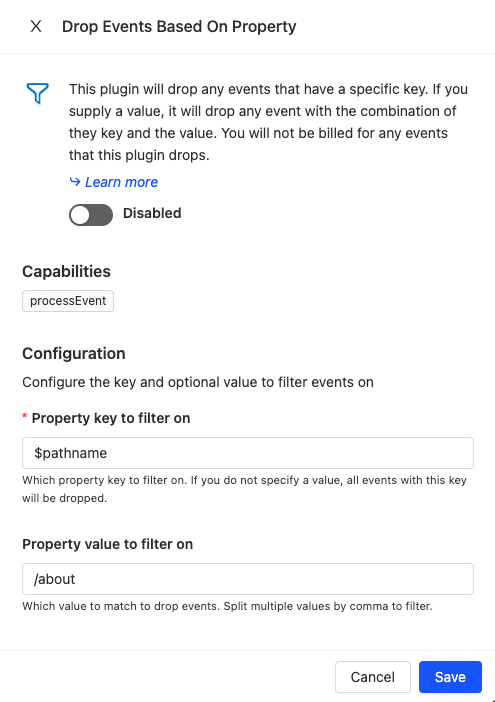 Drop Events Based On Property
This plugin will drop any events that have a specific key. If you
supply a value, it will drop any event with the combination of
they key and the value. You will not be billed for any events
that this plugin drops.
↳ Learn more
Disabled
Capabilities
processEvent
Configuration
Configure the key and optional value to filter events on
* Property key to filter on
$pathname
Which property key to filter on. If you do not specify a value, all events with this key
will be dropped.
Property value to filter on
/about
Which value to match to drop events. Split multiple values by comma to filter.
Cancel
Save